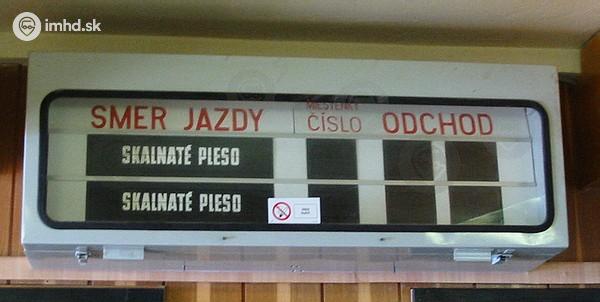 imhd.sk
SMER JAZDY MIESTENKY ČÍSLO ODCHOD
SKALNATÉ PLESO
SKALNATÉ PLESO